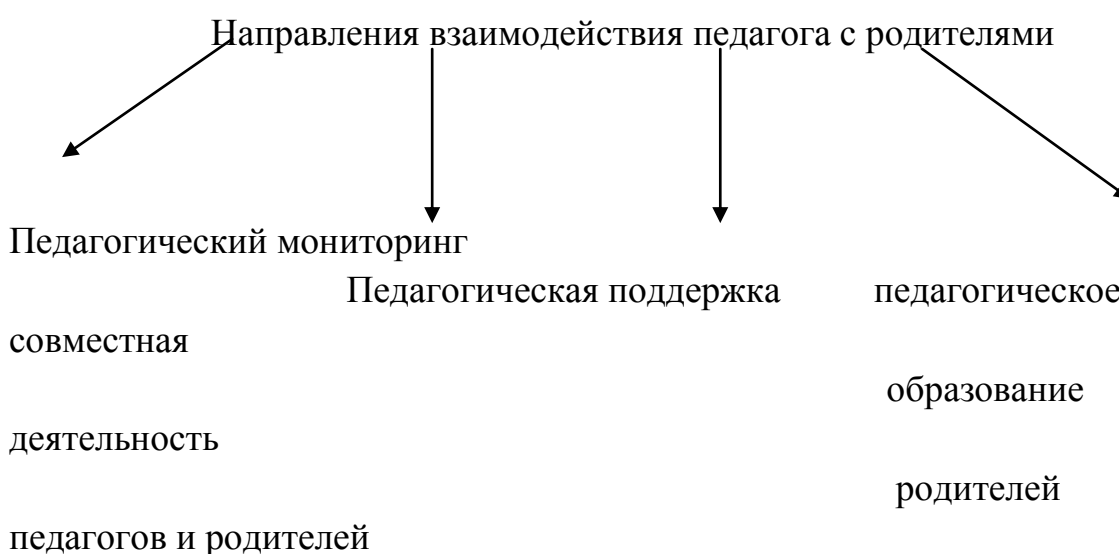 Направления взаимодействия педагога с родителями
Педагогический мониторинг
Педагогическая поддержка педагогическое
совместная
образование
деятельность
родителей
педагогов и родителей